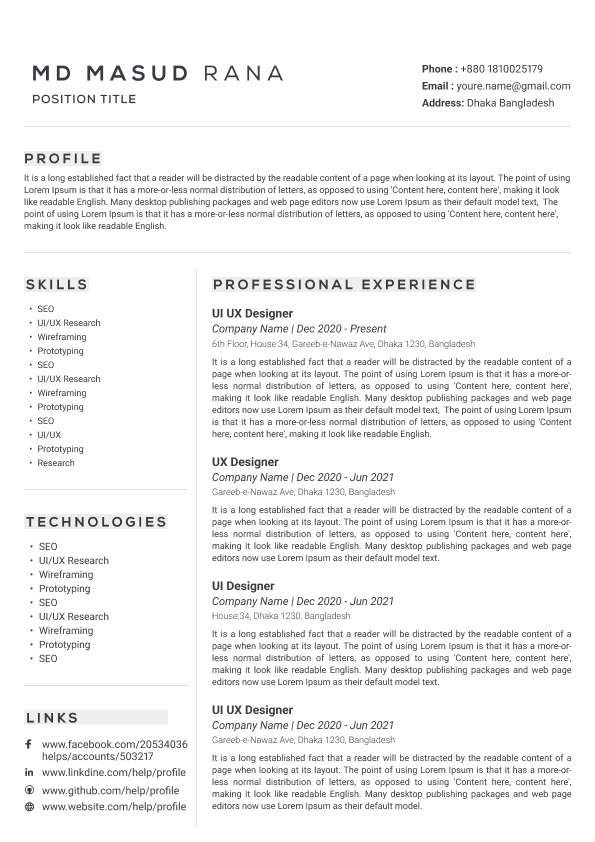 MD MASUD RANA
POSITION TITLE
Phone : +880 1810025179
Email : youre.name@gmail.com
Address: Dhaka Bangladesh
PROFILE
It is a long established fact that a reader will be distracted by the readable content of a page when looking at its layout. The point of using
Lorem Ipsum is that it has a more-or-less normal distribution of letters, as opposed to using 'Content here, content here', making it look
like readable English. Many desktop publishing packages and web page editors now use Lorem Ipsum as their default model text, The
point of using Lorem Ipsum is that it has a more-or-less normal distribution of letters, as opposed to using 'Content here, content here',
making it look like readable English.
SKILLS
• SEO
• UI/UX Research
• Wireframing
• Prototyping
• SEO
• UI/UX Research
• Wireframing
• Prototyping
• SEO
• UI/UX
• Prototyping
• Research
TECHNOLOGIES
• SEO
• UI/UX Research
• Wireframing
• Prototyping
• SEO
• UI/UX Research
• Wireframing
• Prototyping
• SEO
LINKS
www.facebook.com/20534036
helps/accounts/503217
www.linkdine.com/help/profile
www.github.com/help/profile
www.website.com/help/profile
PROFESSIONAL EXPERIENCE
UI UX Designer
Company Name | Dec 2020 - Present
6th Floor, House:34, Gareeb-e-Nawaz Ave, Dhaka 1230, Bangladesh
It is a long established fact that a reader will be distracted by the readable content of a
page when looking at its layout. The point of using Lorem Ipsum is that it has a more-or-
less normal distribution of letters, as opposed to using 'Content here, content here',
making it look like readable English. Many desktop publishing packages and web page
editors now use Lorem Ipsum as their default model text, The point of using Lorem Ipsum
is that it has a more-or-less normal distribution of letters, as opposed to using 'Content
here, content here', making it look like readable English.
UX Designer
Company Name | Dec 2020 - Jun 2021
Gareeb-e-Nawaz Ave, Dhaka 1230, Bangladesh
It is a long established fact that a reader will be distracted by the readable content of a
page when looking at its layout. The point of using Lorem Ipsum is that it has a more-or-
less normal distribution of letters, as opposed to using 'Content here, content here',
making it look like readable English. Many desktop publishing packages and web page
editors now use Lorem Ipsum as their default model text.
UI Designer
Company Name | Dec 2020 - Jun 2021
House:34, Dhaka 1230, Bangladesh
It is a long established fact that a reader will be distracted by the readable content of a
page when looking at its layout. The point of using Lorem Ipsum is that it has a more-or-
less normal distribution of letters, as opposed to using 'Content here, content here',
making it look like readable English. Many desktop publishing packages and web page
editors now use Lorem Ipsum as their default model text.
UI UX Designer
Company Name | Dec 2020 - Jun 2021
Gareeb-e-Nawaz Ave, Dhaka 1230, Bangladesh
It is a long established fact that a reader will be distracted by the readable content of a
page when looking at its layout. The point of using Lorem Ipsum is that it has a more-or-
less normal distribution of letters, as opposed to using 'Content here, content here',
making it look like readable English. Many desktop publishing packages and web page
editors now use Lorem Ipsum as their default model.